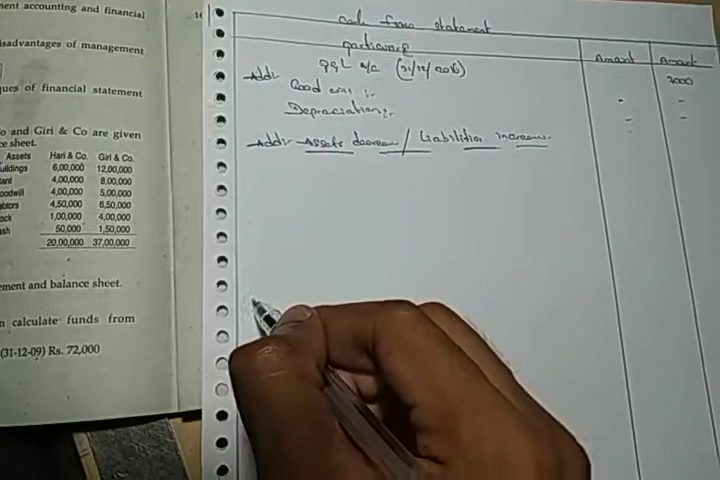 ment accounting and financial
isadvantages of management
ques of financial statement
o and Giri & Co are given
ce sheet.
Assets Hari & Co. Giri & Co.
uildings 6,00,000 12,00,000
lant 4,00,000 8,00,000
oodwill 4,00,000 5,00,000
ebtors 4,50,000 6,50,000
ock 1,00,000 4,00,000
sh 50,000 1,50,000
20,00,000 37,00,000
ement and balance sheet.
n calculate funds from
(31-12-09) Rs. 72,000
16
Cash flow statement
particulars Amount Amount
P&L A/c 7000
Add:- Good will :-
Depreciation:-
Add:- Assets decrease / Liabilities increases